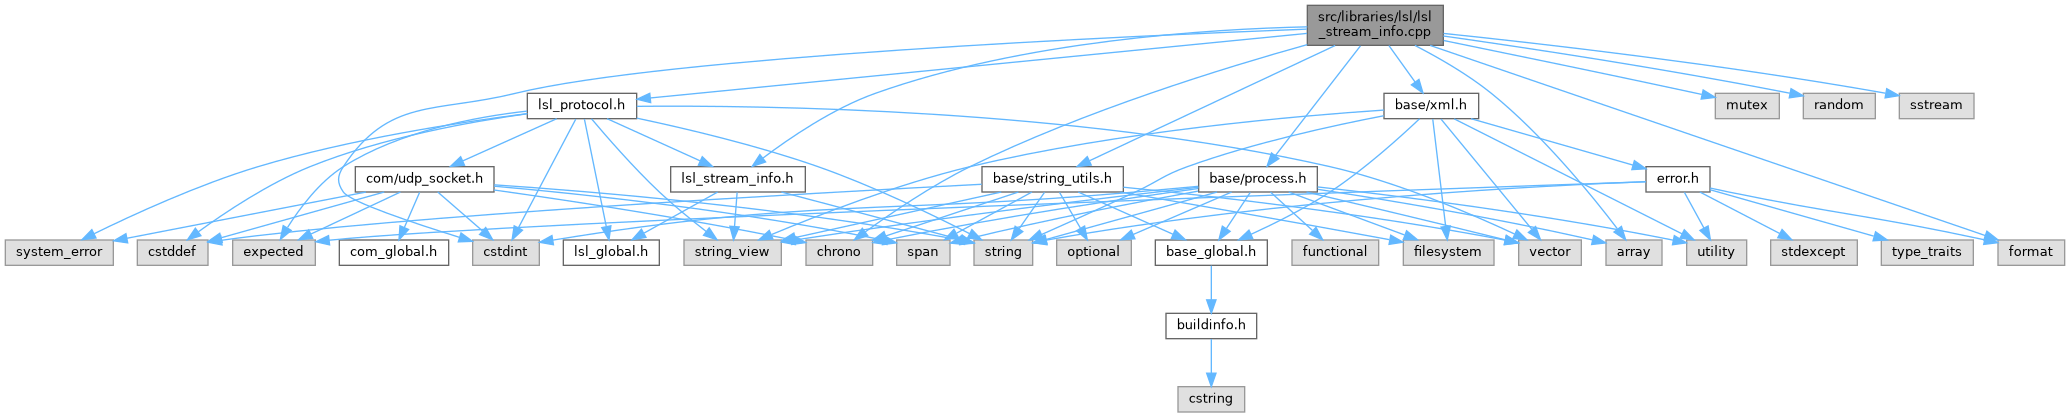 src/libraries/lsl/lsl
_stream_info.cpp
lsl_protocol.h
base/xml.h
mutex
random
sstream
com/udp_socket.h
lsl_stream_info.h
base/string_utils.h
base/process.h
error.h
system_error
cstddef
expected
com_global.h
cstdint
lsl_global.h
string_view
chrono
span
string
optional
base_global.h
functional
filesystem
vector
array
utility
stdexcept
type_traits
format
buildinfo.h
cstring